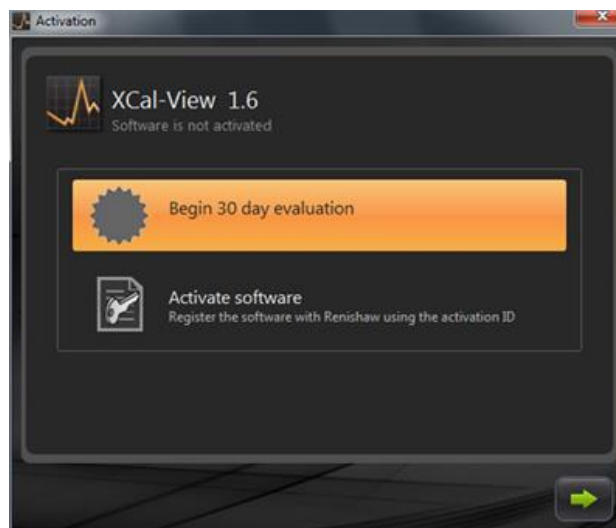 Activation
XCal-View 1.6
Software is not activated
Begin 30 day evaluation
Activate software
Register the software with Renishaw using the activation ID